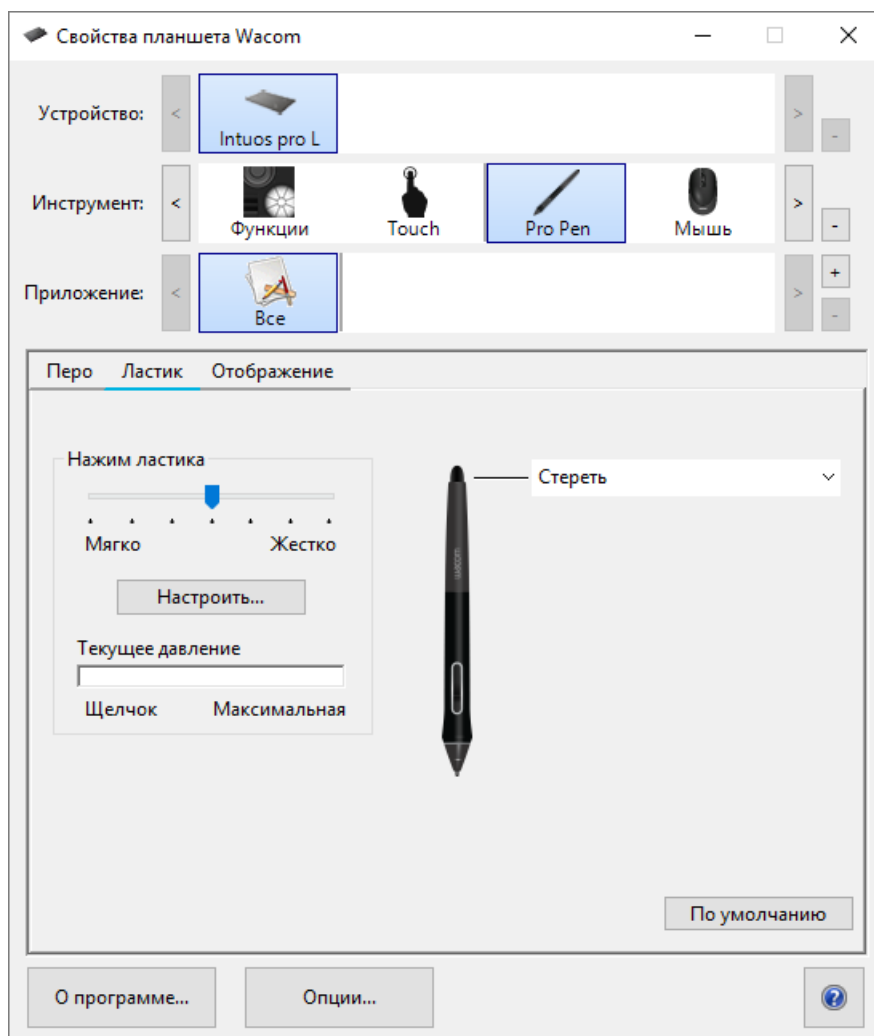 Свойства планшета Wacom
Устройство:
<
Intuos pro L
>
-
Инструмент:
<
Функции
Touch
Pro Pen
Мышь
>
-
Приложение:
<
Все
>
+
-
Перо Ластик Отображение
Нажим ластика
Мягко Жестко
Настроить...
Текущее давление
Щелчок Максимальная
Стереть
wacom
По умолчанию
О программе... Опции... ?